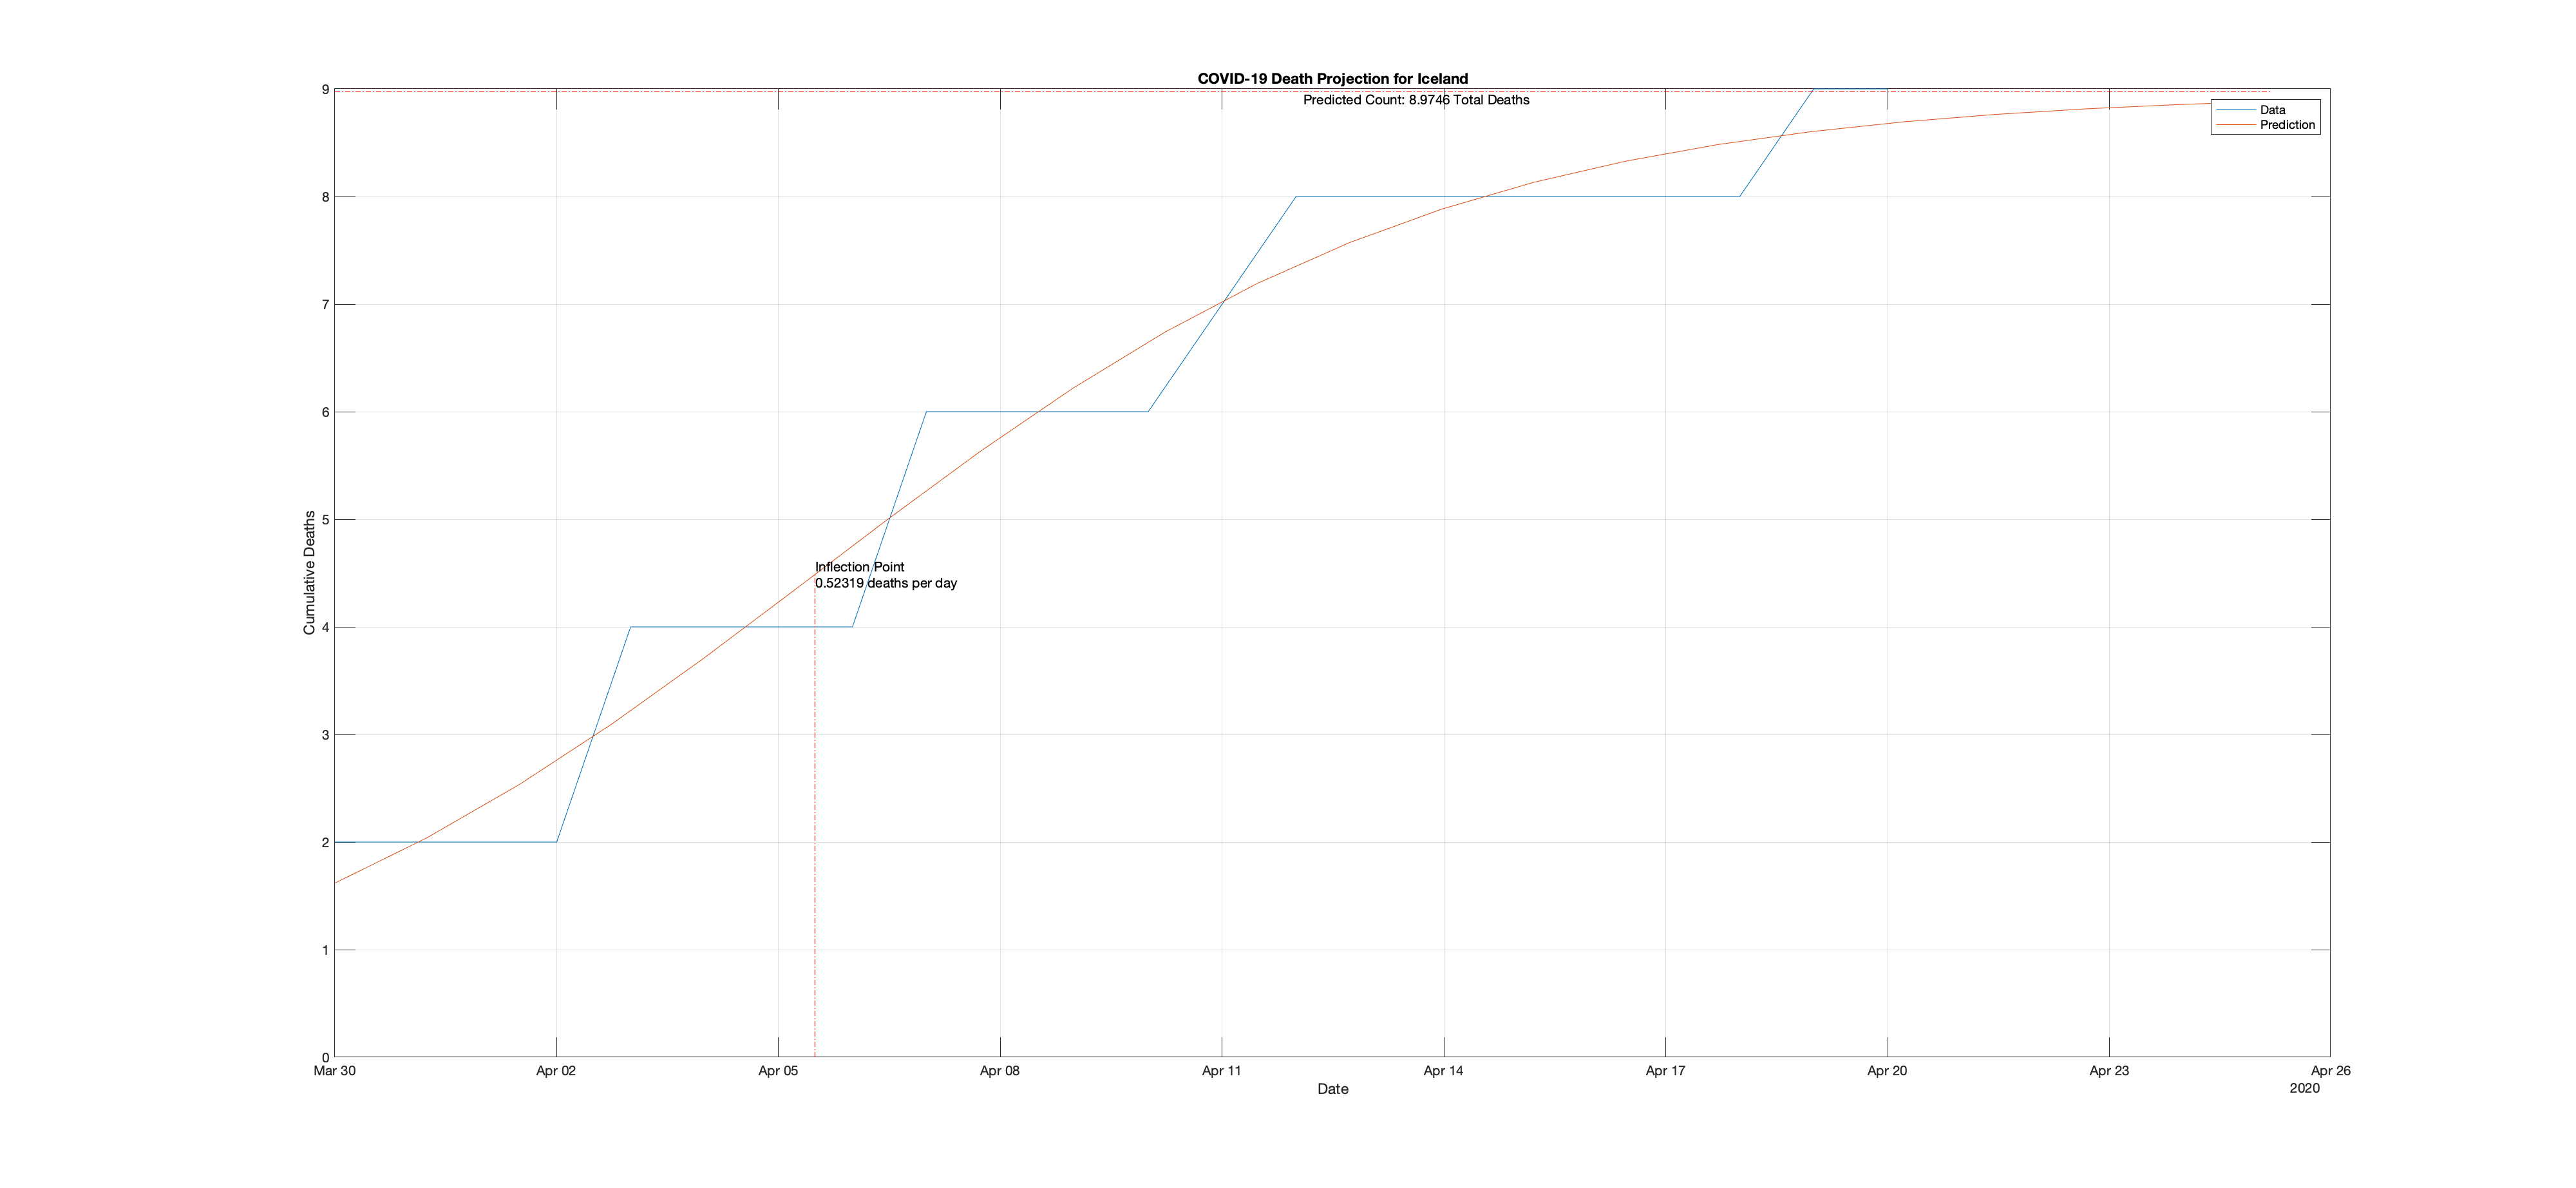 COVID-19 Death Projection for Iceland
Predicted Count: 8.9746 Total Deaths
Data
Prediction
9
8
7
6
5
4
3
2
1
0
Cumulative Deaths
Inflection Point
0.52319 deaths per day
Mar 30
Apr 02
Apr 05
Apr 08
Apr 11
Apr 14
Apr 17
Apr 20
Apr 23
Apr 26
2020
Date